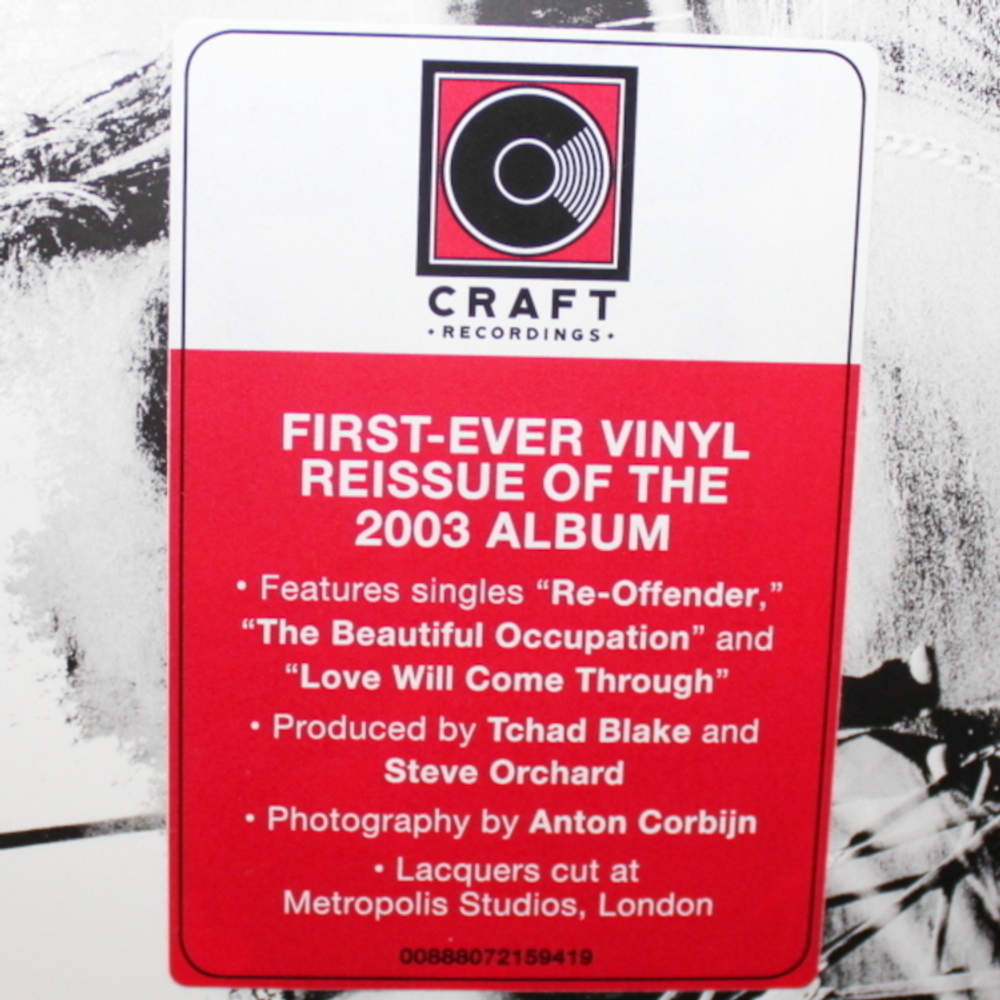 CRAFT
• RECORDINGS •
FIRST-EVER VINYL
REISSUE OF THE
2003 ALBUM
• Features singles “Re-Offender,”
“The Beautiful Occupation” and
“Love Will Come Through”
• Produced by Tchad Blake and
Steve Orchard
• Photography by Anton Corbijn
• Lacquers cut at
Metropolis Studios, London
00888072159419